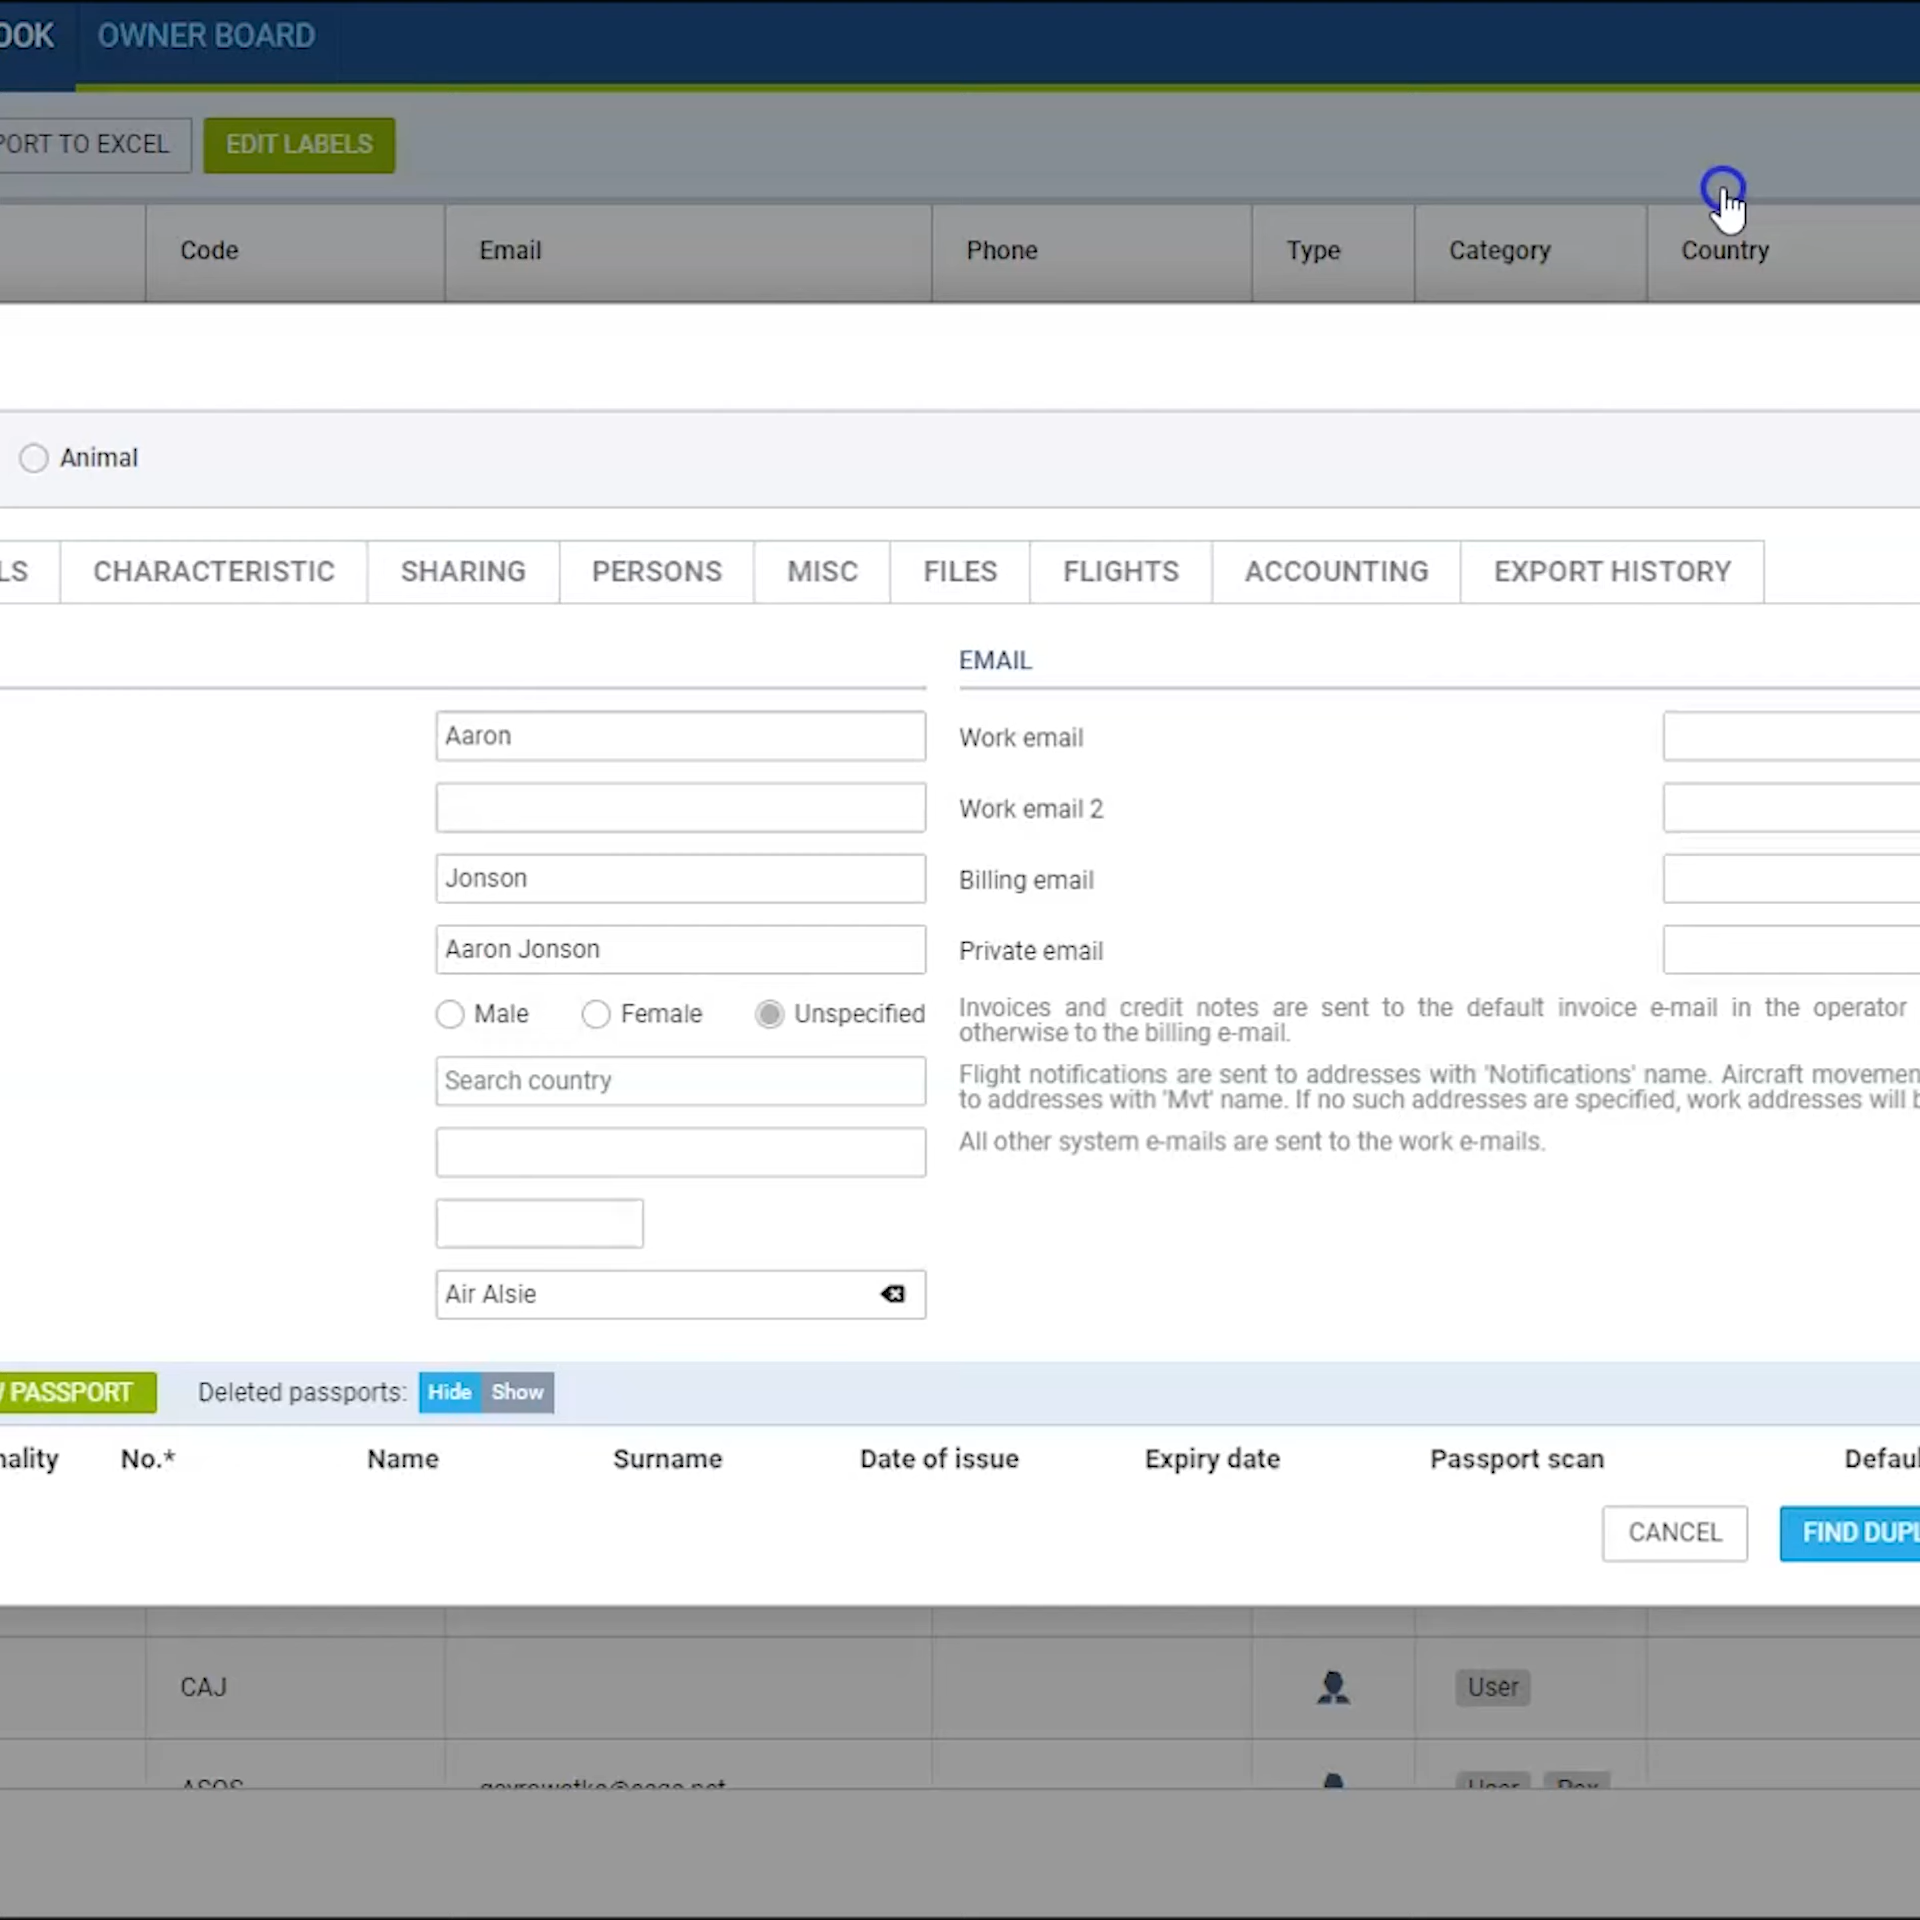 OOK OWNER BOARD
PORT TO EXCEL EDIT LABELS
Code Email Phone Type Category Country
Animal
LS CHARACTERISTIC SHARING PERSONS MISC FILES FLIGHTS ACCOUNTING EXPORT HISTORY
EMAIL
Aaron Work email
Work email 2
Jonson Billing email
Aaron Jonson Private email
Male Female Unspecified
Invoices and credit notes are sent to the default invoice e-mail in the operator
otherwise to the billing e-mail.
Search country
Flight notifications are sent to addresses with 'Notifications' name. Aircraft movemen
to addresses with 'Mvt' name. If no such addresses are specified, work addresses will b
All other system e-mails are sent to the work e-mails.
Air Alsie
PASSPORT Deleted passports: Hide Show
nality No.* Name Surname Date of issue Expiry date Passport scan Defaul
CANCEL FIND DUPL
CAJ User
User Pax